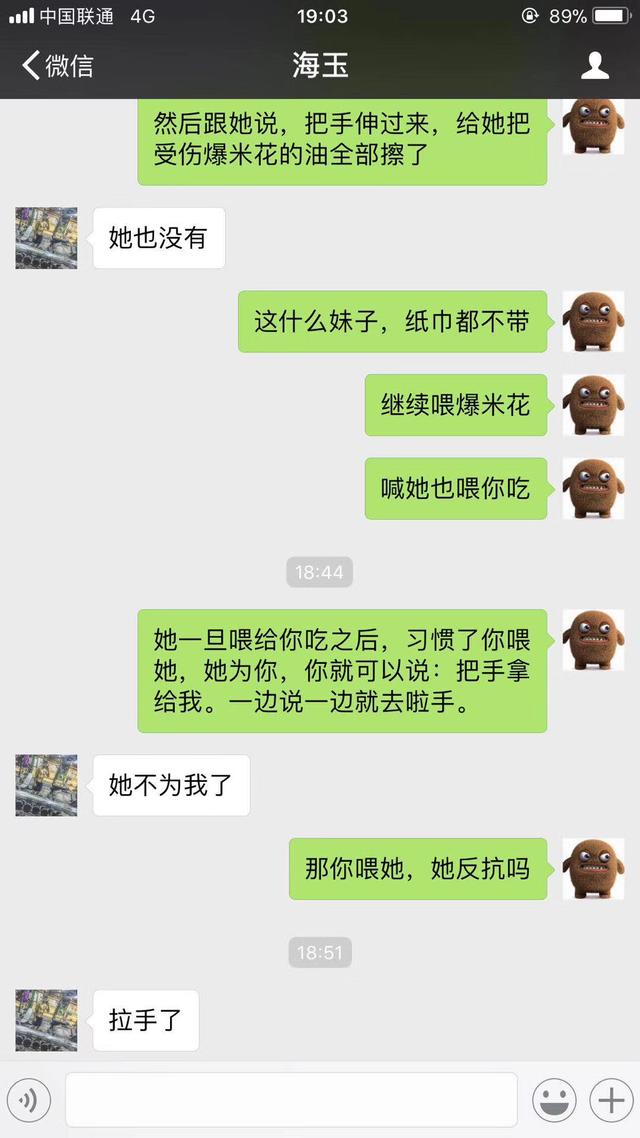 中国联通 4G 19:03 89%
微信 海玉
然后跟她说，把手伸过来，给她把
受伤爆米花的油全部擦了
她也没有
这什么妹子，纸巾都不带
继续喂爆米花
喊她也喂你吃
18:44
她一旦喂给你吃之后，习惯了你喂
她，她为你，你就可以说：把手拿
给我。一边说一边就去啦手。
她不为我了
那你喂她，她反抗吗
18:51
拉手了